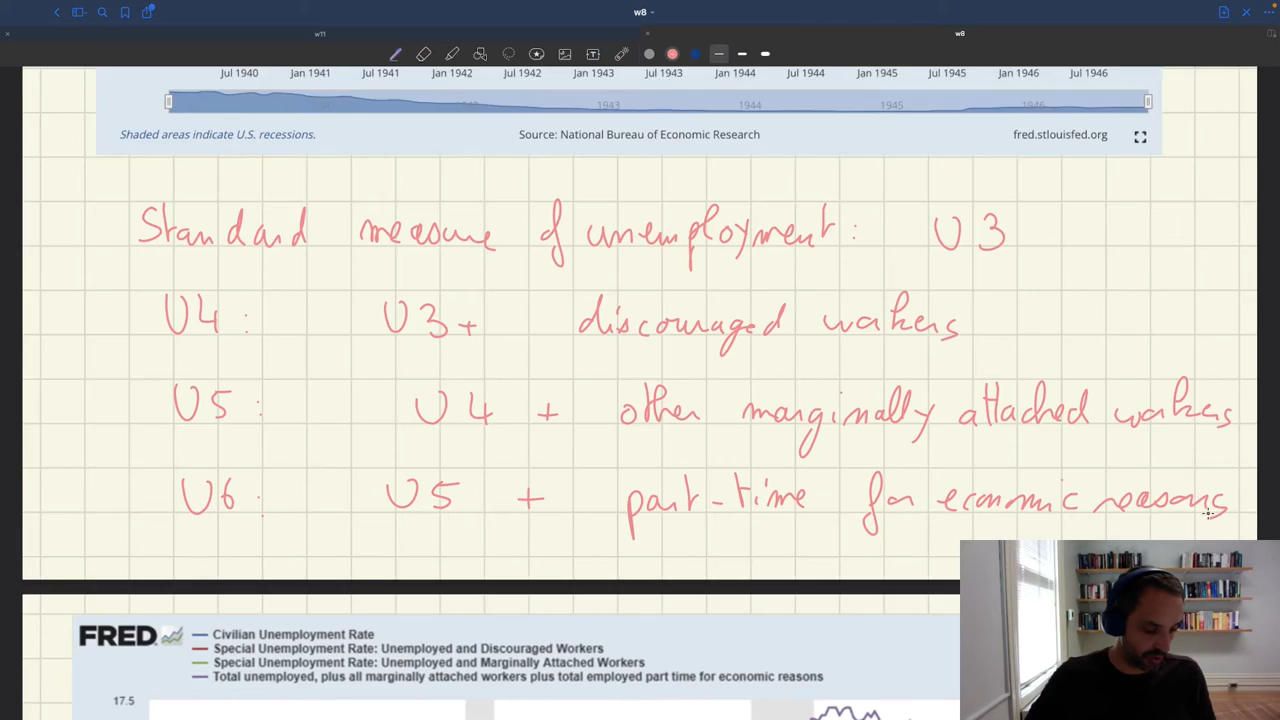 w8
w11
w8
Jul 1940 Jan 1941 Jul 1941 Jan 1942 Jul 1942 Jan 1943 Jul 1943 Jan 1944 Jul 1944 Jan 1945 Jul 1945 Jan 1946 Jul 1946
1943 1944 1945 1946
Shaded areas indicate U.S. recessions. Source: National Bureau of Economic Research fred.stlouisfed.org
Standard measure of unemployment: U3
U4: U3+ discouraged workers
U5: U4 + other marginally attached workers
U6: U5 + part-time for economic reasons
FRED
Civilian Unemployment Rate
Special Unemployment Rate: Unemployed and Discouraged Workers
Special Unemployment Rate: Unemployed and Marginally Attached Workers
Total unemployed, plus all marginally attached workers plus total employed part time for economic reasons
17.5